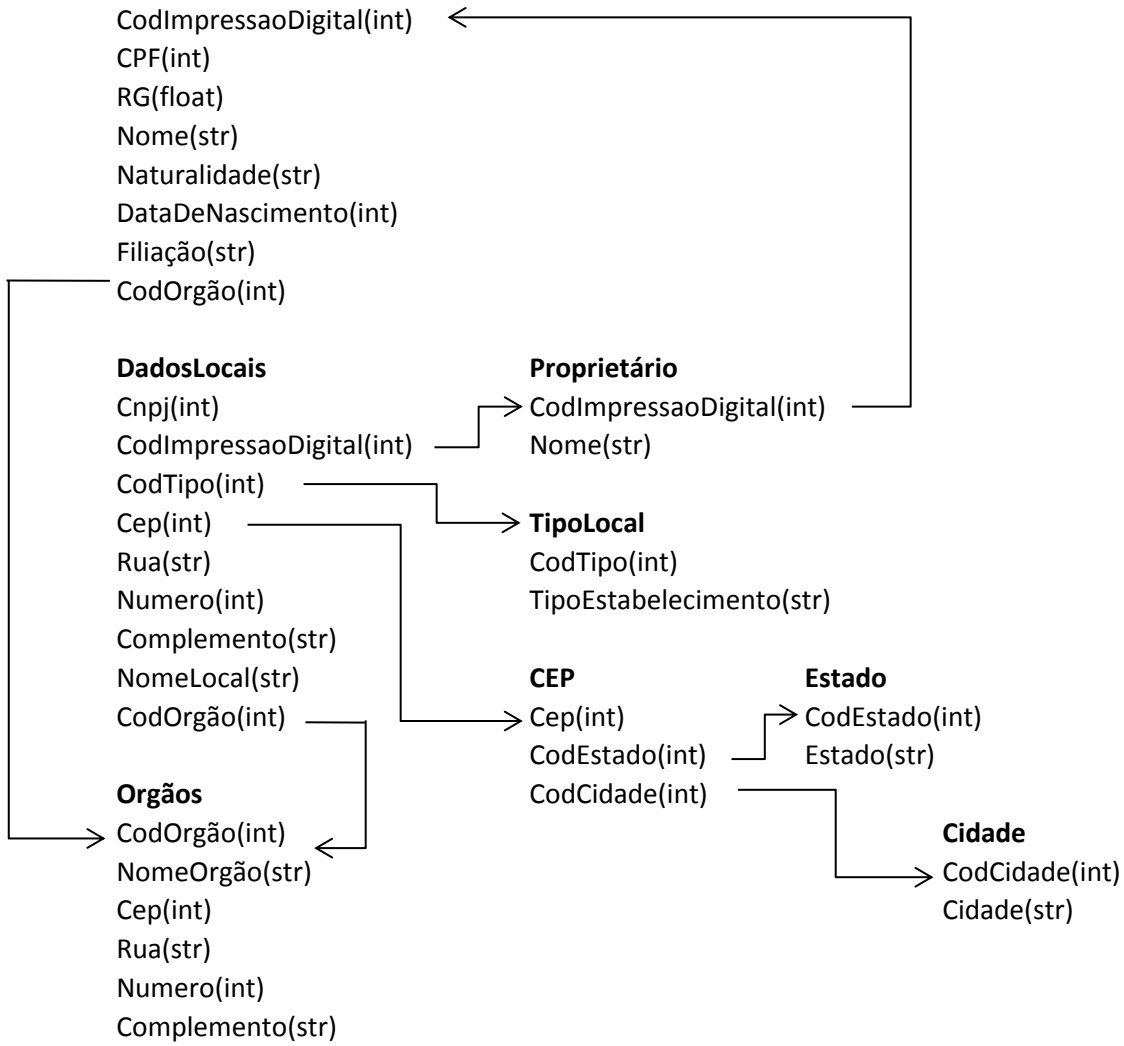 CodImpressaoDigital(int)
CPF(int)
RG(float)
Nome(str)
Naturalidade(str)
DataDeNascimento(int)
Filiação(str)
CodOrgão(int)
DadosLocais
Cnpj(int)
CodImpressaoDigital(int)
CodTipo(int)
Cep(int)
Rua(str)
Numero(int)
Complemento(str)
NomeLocal(str)
CodOrgão(int)
Proprietário
CodImpressaoDigital(int)
Nome(str)
TipoLocal
CodTipo(int)
TipoEstabelecimento(str)
CEP
Cep(int)
CodEstado(int)
CodCidade(int)
Estado
CodEstado(int)
Estado(str)
Orgãos
CodOrgão(int)
NomeOrgão(str)
Cep(int)
Rua(str)
Numero(int)
Complemento(str)
Cidade
CodCidade(int)
Cidade(str)